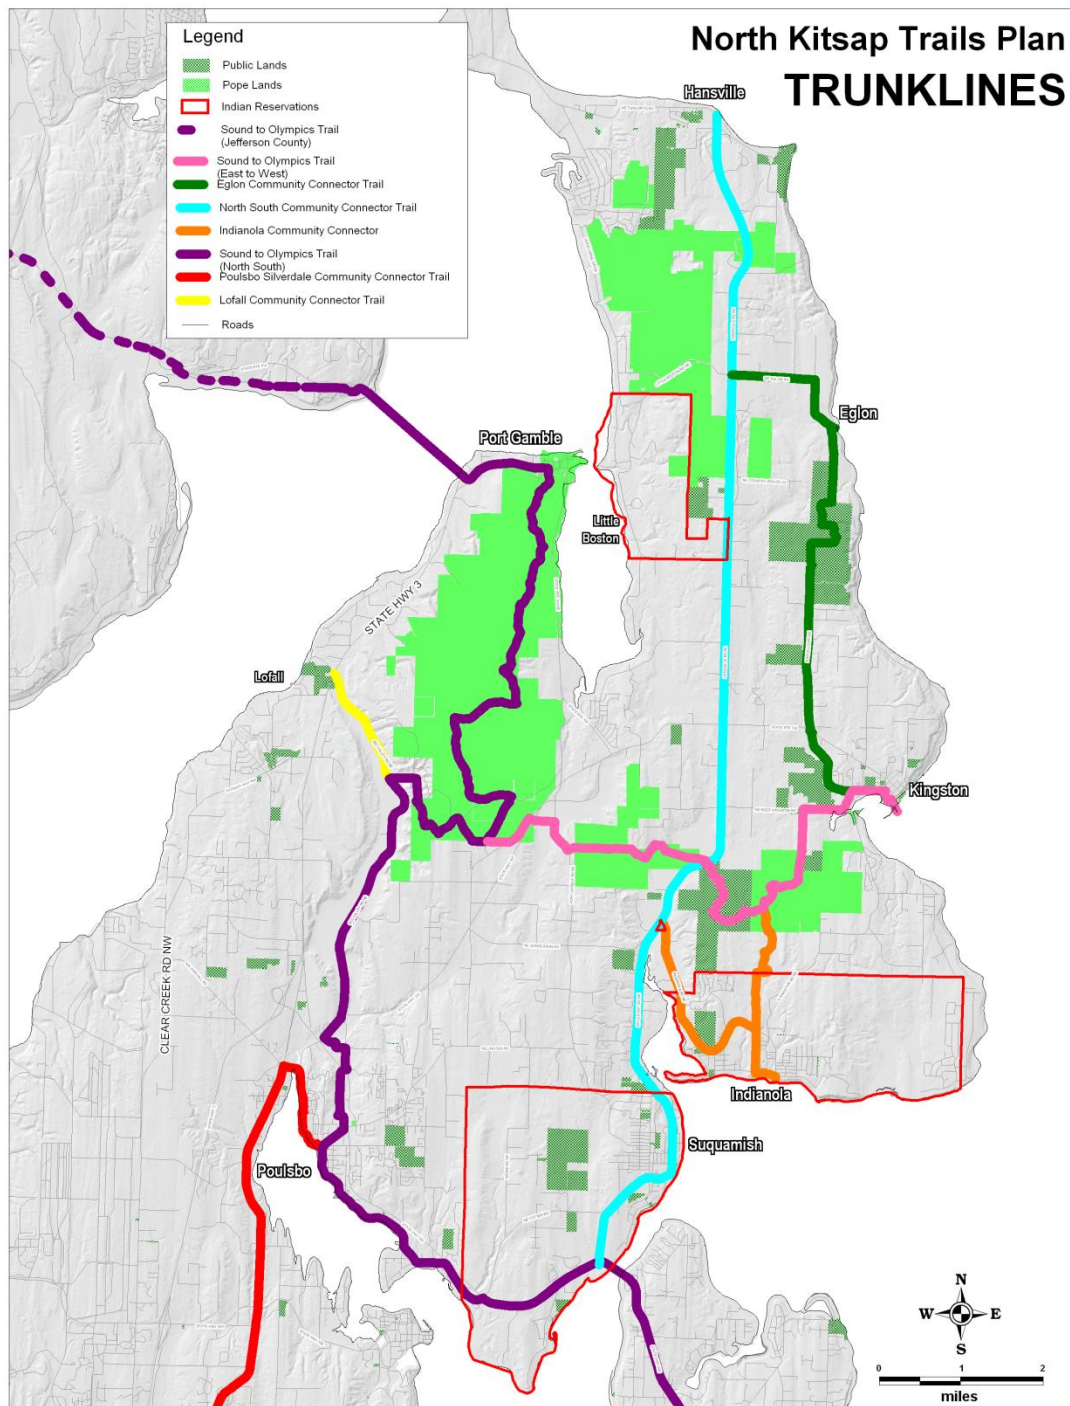 North Kitsap Trails Plan
TRUNKLINES
Legend
Public Lands
Pope Lands
Indian Reservations
Sound to Olympics Trail
(Jefferson County)
Sound to Olympics Trail
(East to West)
Eglon Community Connector Trail
North South Community Connector Trail
Indianola Community Connector
Sound to Olympics Trail
(North South)
Poulsbo Silverdale Community Connector Trail
Lofall Community Connector Trail
Roads
Hansville
Eglon
Port Gamble
Little
Boston
STATE HWY 3
Lofall
Kingston
CLEAR CREEK RD NW
Indianola
Suquamish
Poulsbo
N
W
E
S
0
1
2
miles